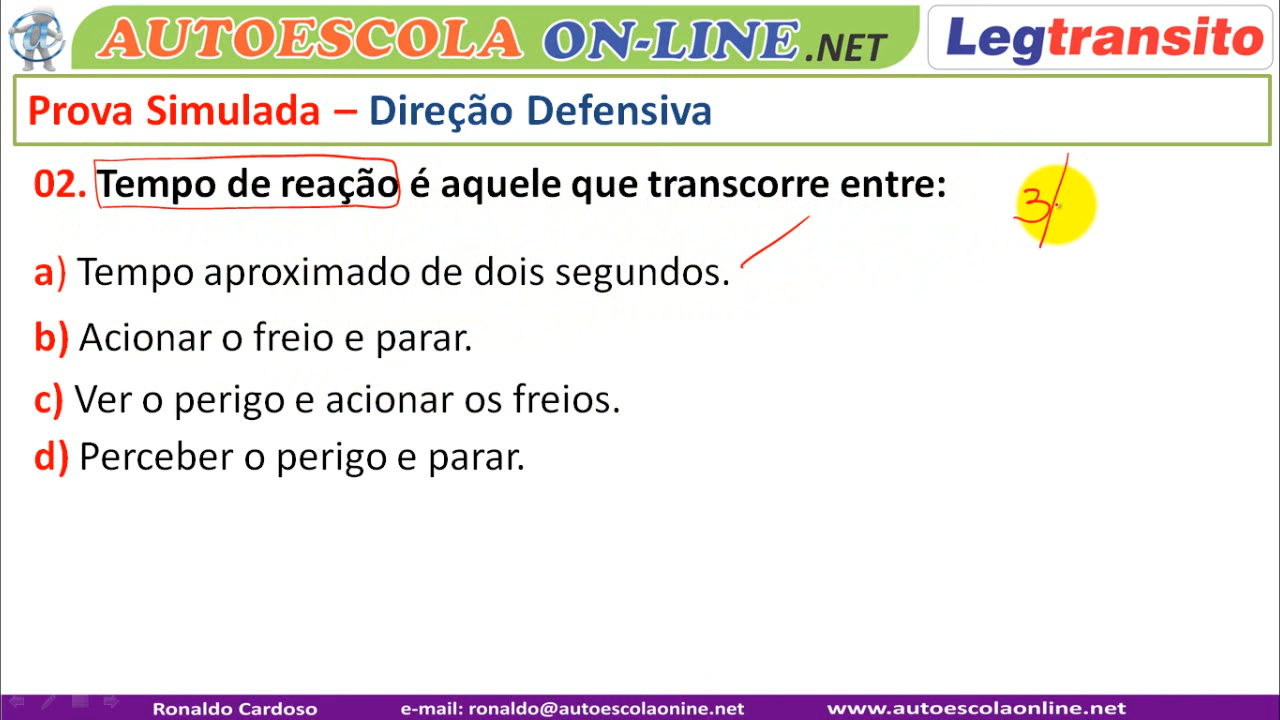 AUTOESCOLA ON-LINE.NET
Legtransito
Prova Simulada – Direção Defensiva
02. Tempo de reação é aquele que transcorre entre:
3/
a) Tempo aproximado de dois segundos.
b) Acionar o freio e parar.
c) Ver o perigo e acionar os freios.
d) Perceber o perigo e parar.
Ronaldo Cardoso e-mail: ronaldo@autoescolaonine.net www.autoescolaonline.net